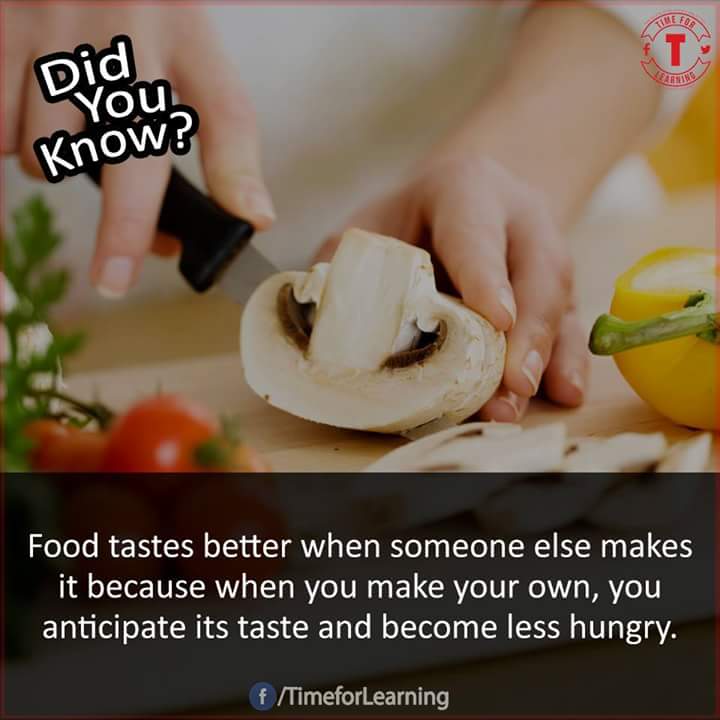 Did
You
Know?
TIME FOR
T
LEARNING
Food tastes better when someone else makes
it because when you make your own, you
anticipate its taste and become less hungry.
f /TimeforLearning